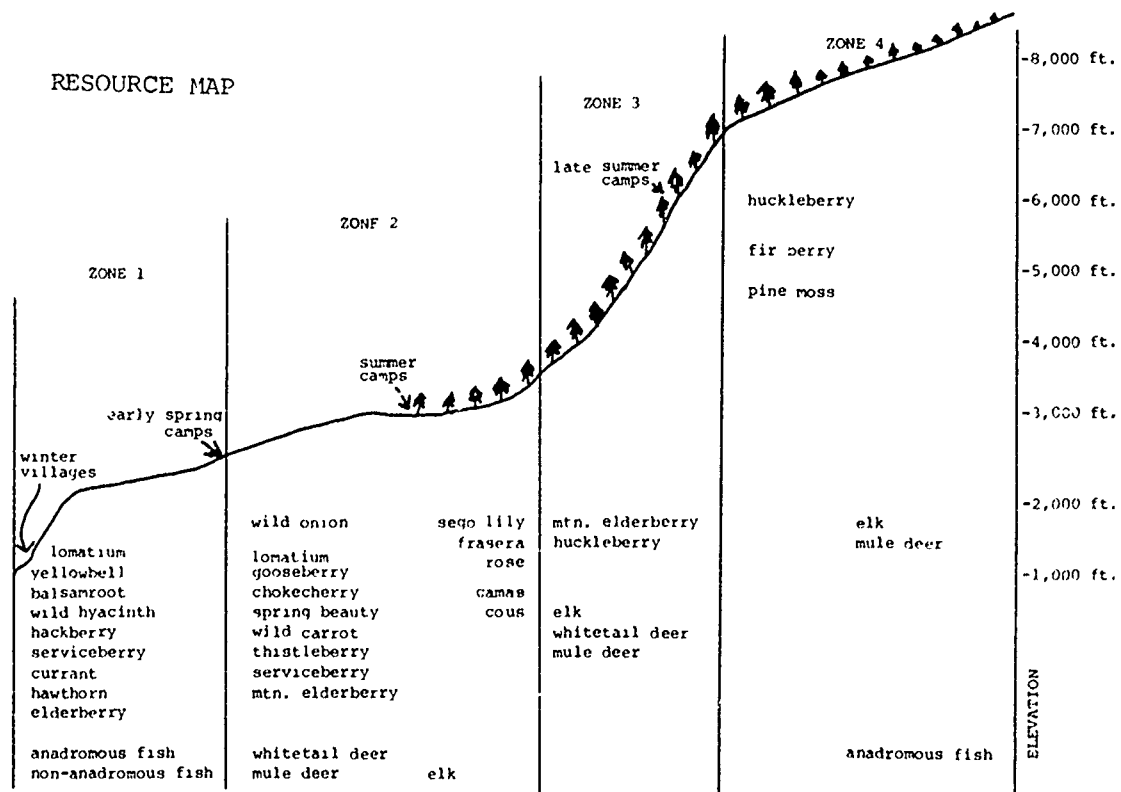 RESOURCE MAP
ZONE 1
ZONE 2
ZONE 3
ZONE 4
winter
villages
early spring
camps
summer
camps
late summer
camps
lomatium
yellowbell
balsamroot
wild hyacinth
hackberry
serviceberry
currant
hawthorn
elderberry
anadromous fish
non-anadromous fish
wild onion
lomatium
gooseberry
chokecherry
spring beauty
wild carrot
thistleberry
serviceberry
mtn. elderberry
sego lily
frasera
rose
camas
cous
whitetail deer
mule deer
elk
mtn. elderberry
huckleberry
elk
whitetail deer
mule deer
huckleberry
fir berry
pine moss
elk
mule deer
anadromous fish
-8,000 ft.
-7,000 ft.
-6,000 ft.
-5,000 ft.
-4,000 ft.
-3,000 ft.
-2,000 ft.
-1,000 ft.
ELEVATION